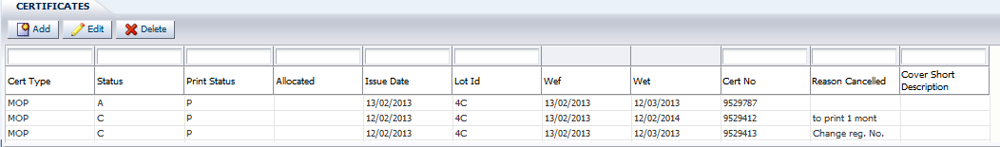 CERTIFICATES
Add Edit Delete
Cert Type Status Print Status Allocated Issue Date Lot Id Wef Wet Cert No Reason Cancelled Cover Short Description
MOP A P 13/02/2013 4C 13/02/2013 12/03/2013 9529787
MOP C P 12/02/2013 4C 13/02/2013 12/02/2014 9529412 to print 1 mont
MOP C P 12/02/2013 4C 13/02/2013 12/03/2013 9529413 Change reg. No.